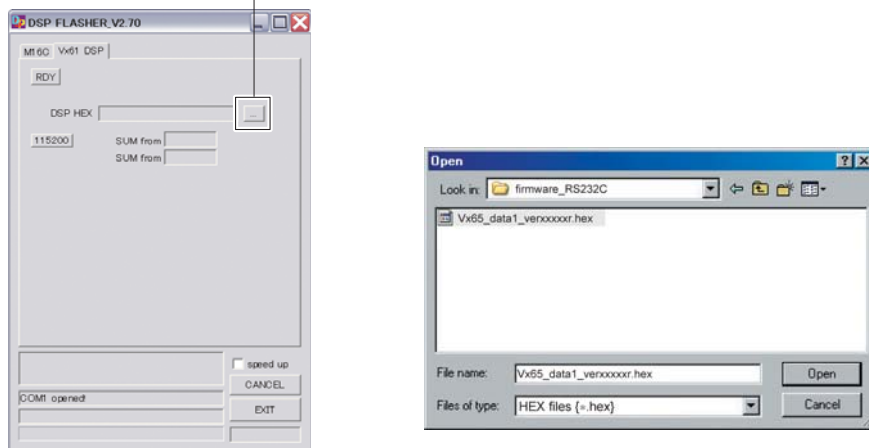 DSP FLASHER_V2.70
M16C Vx61 DSP
RDY
DSP HEX ...
115200 SUM from
SUM from
speed up
CANCEL
COM1 opened!
EXIT
Open
Look in: firmware_RS232C
Vx65_data1_verxxxxxr.hex
File name: Vx65_data1_verxxxxxr.hex Open
Files of type: HEX files {*.hex} Cancel